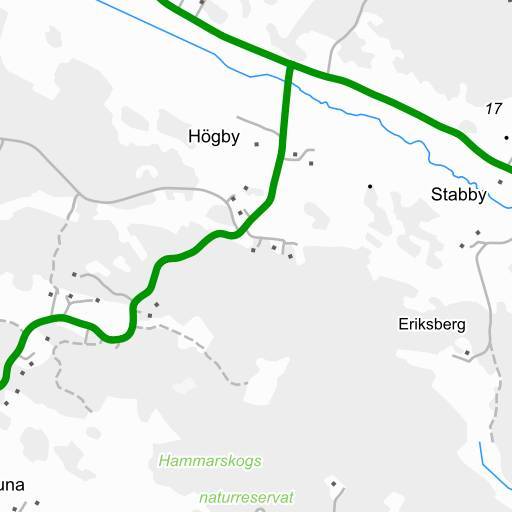 17
Högby
Stabby
Eriksberg
Hammarskogs
naturreservat
una